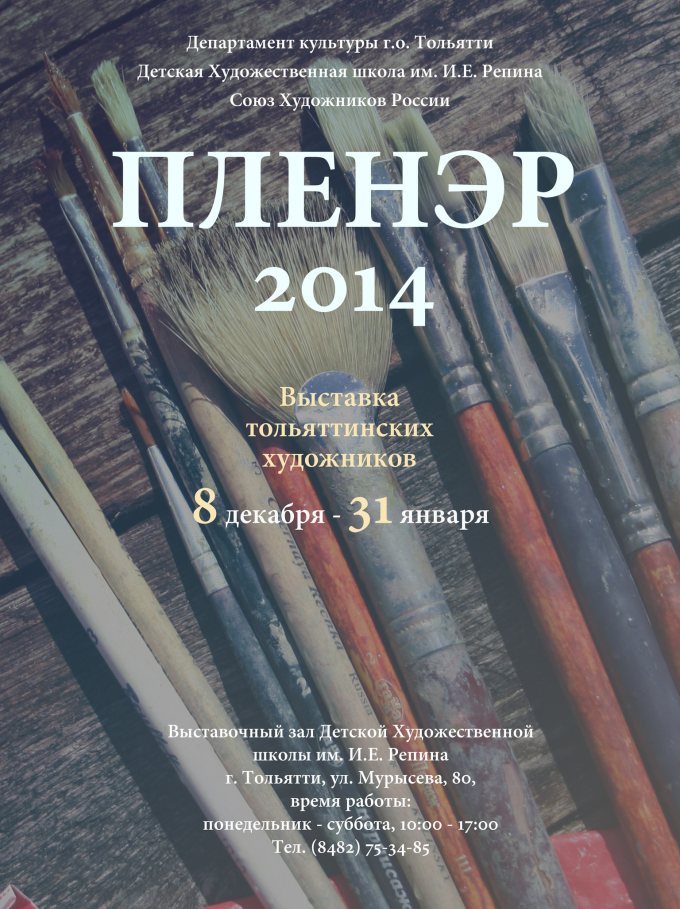 Департамент культуры г.о. Тольятти
Детская Художественная школа им. И.Е. Репина
Союз Художников России
ПЛЕНЭР
2014
Выставка
тольяттинских
художников
8 декабря - 31 января
Russia
Выставочный зал Детской Художественной
школы им. И.Е. Репина
г. Тольятти, ул. Мурысева, 80,
время работы:
понедельник - суббота, 10:00 - 17:00
Тел. (8482) 75-34-85